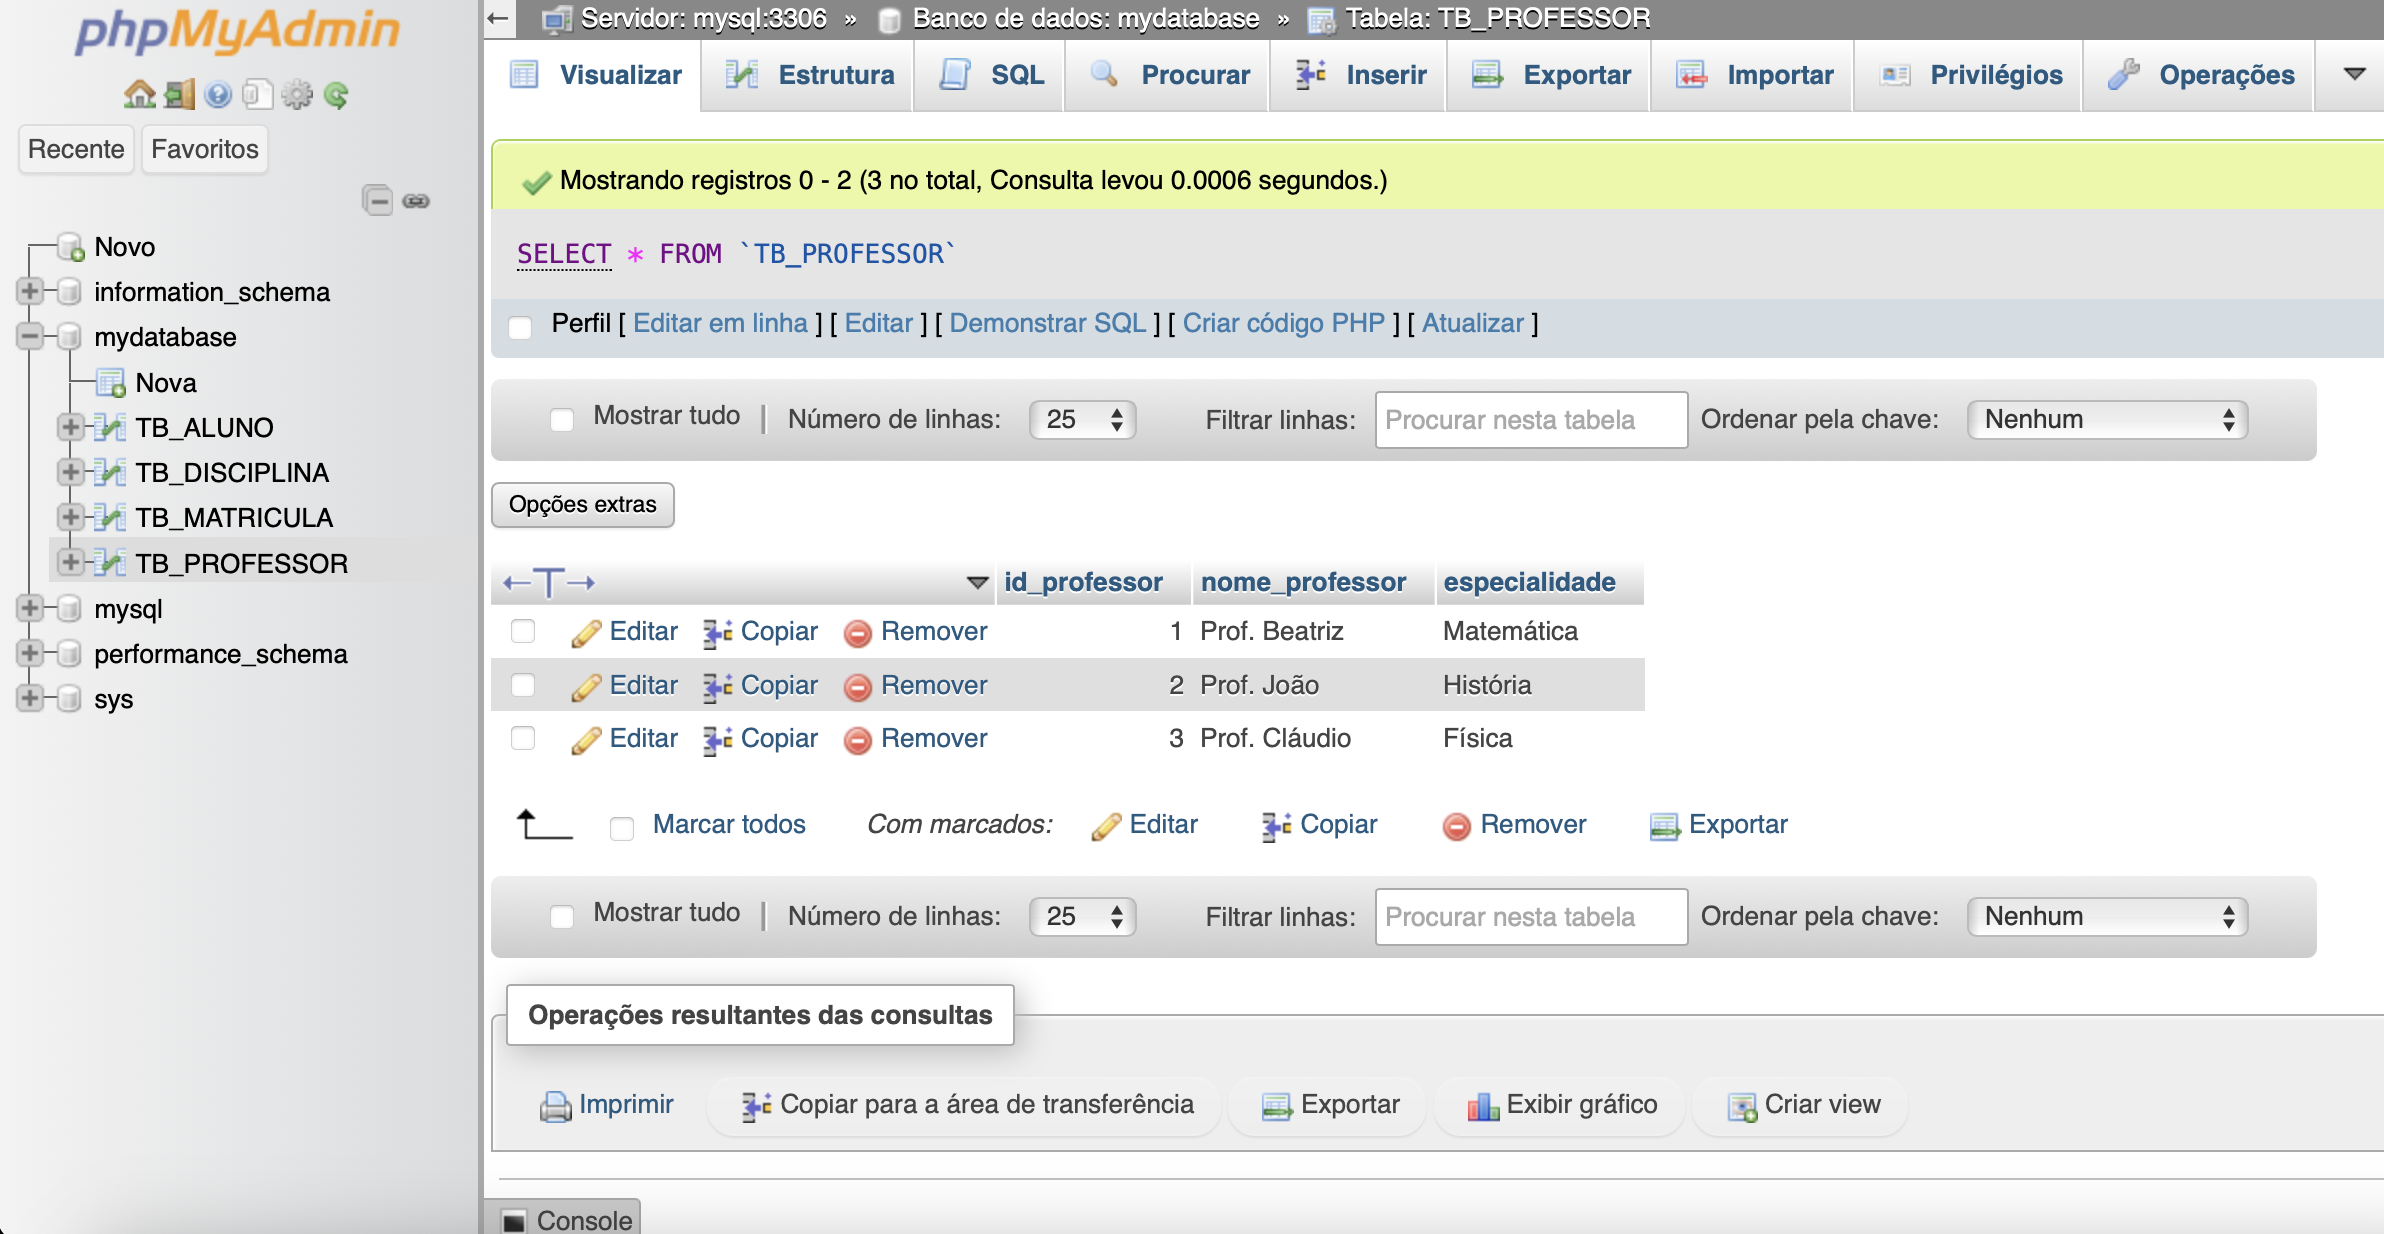 phpMyAdmin
Recente Favoritos
Novo
information_schema
mydatabase
Nova
TB_ALUNO
TB_DISCIPLINA
TB_MATRICULA
TB_PROFESSOR
mysql
performance_schema
sys
Servidor: mysql:3306 » Banco de dados: mydatabase » Tabela: TB_PROFESSOR
Visualizar Estrutura SQL Procurar Inserir Exportar Importar Privilégios Operações
Mostrando registros 0 - 2 (3 no total, Consulta levou 0.0006 segundos.)
SELECT * FROM `TB_PROFESSOR`
Perfil [ Editar em linha ] [ Editar ] [ Demonstrar SQL ] [ Criar código PHP ] [ Atualizar ]
Mostrar tudo | Número de linhas: 25 Filtrar linhas: Procurar nesta tabela Ordenar pela chave: Nenhum
Opções extras
←T→ id_professor nome_professor especialidade
Editar Copiar Remover 1 Prof. Beatriz Matemática
Editar Copiar Remover 2 Prof. João História
Editar Copiar Remover 3 Prof. Cláudio Física
Marcar todos Com marcados: Editar Copiar Remover Exportar
Mostrar tudo | Número de linhas: 25 Filtrar linhas: Procurar nesta tabela Ordenar pela chave: Nenhum
Operações resultantes das consultas
Imprimir Copiar para a área de transferência Exportar Exibir gráfico Criar view
Console